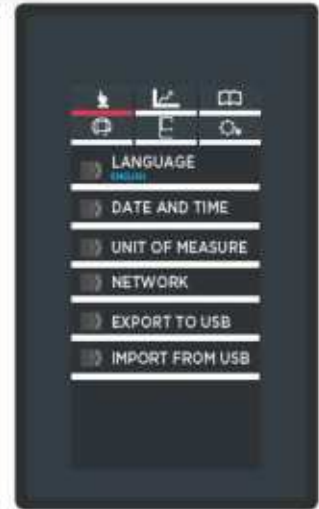 LANGUAGE
ENGLISH
DATE AND TIME
UNIT OF MEASURE
NETWORK
EXPORT TO USB
IMPORT FROM USB